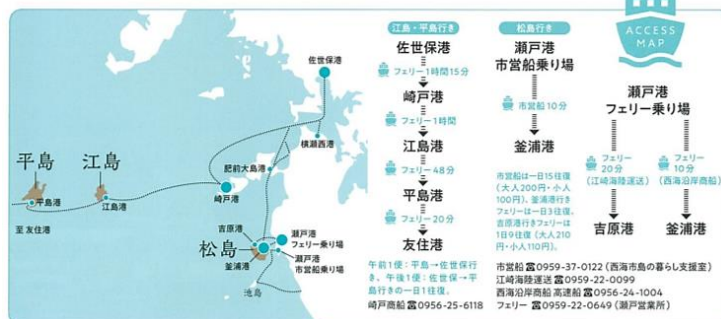 ACCESS
MAP
佐世保港
横瀬西港
肥前大島港
崎戸港
平島
江島
平島港
江島港
至 友住港
吉原港
松島
釜浦港
瀬戸港
フェリー乗り場
瀬戸港
市営船乗り場
池島
江島・平島行き
佐世保港
フェリー1時間15分
崎戸港
フェリー1時間
江島港
フェリー48分
平島港
フェリー20分
友住港
午前1便：平島→佐世保行
き、午後1便：佐世保→平
島行きの一日1往復。
崎戸商船 ☎0956-25-6118
松島行き
瀬戸港
市営船乗り場
市営船10分
釜浦港
市営船は一日15往復
（大人200円・小人
100円）、釜浦港行き
フェリーは一日3往復、
吉原港行きフェリーは
1日9往復（大人210
円・小人110円）。
瀬戸港
フェリー乗り場
フェリー
20分
（江崎海陸運送）
吉原港
フェリー
10分
（西海沿岸商船）
釜浦港
市営船 ☎0959-37-0122（西海市島の暮らし支援室）
江崎海陸運送 ☎0959-22-0099
西海沿岸商船 高速船 ☎0956-24-1004
フェリー ☎0959-22-0649（瀬戸営業所）